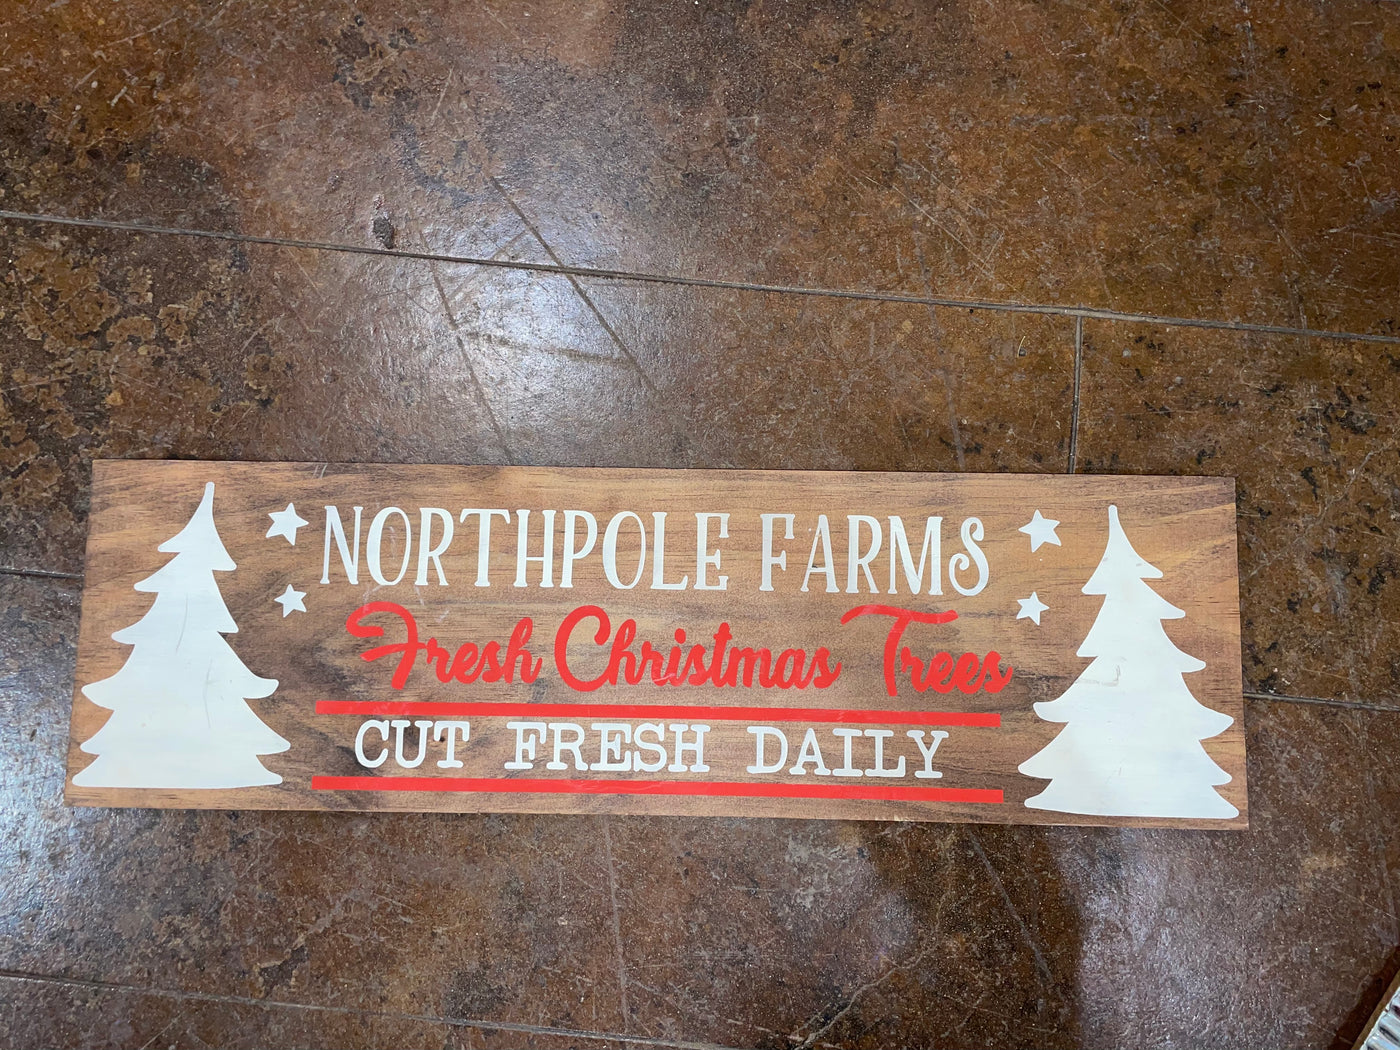 NORTHPOLE FARMS
Fresh Christmas Trees
CUT FRESH DAILY